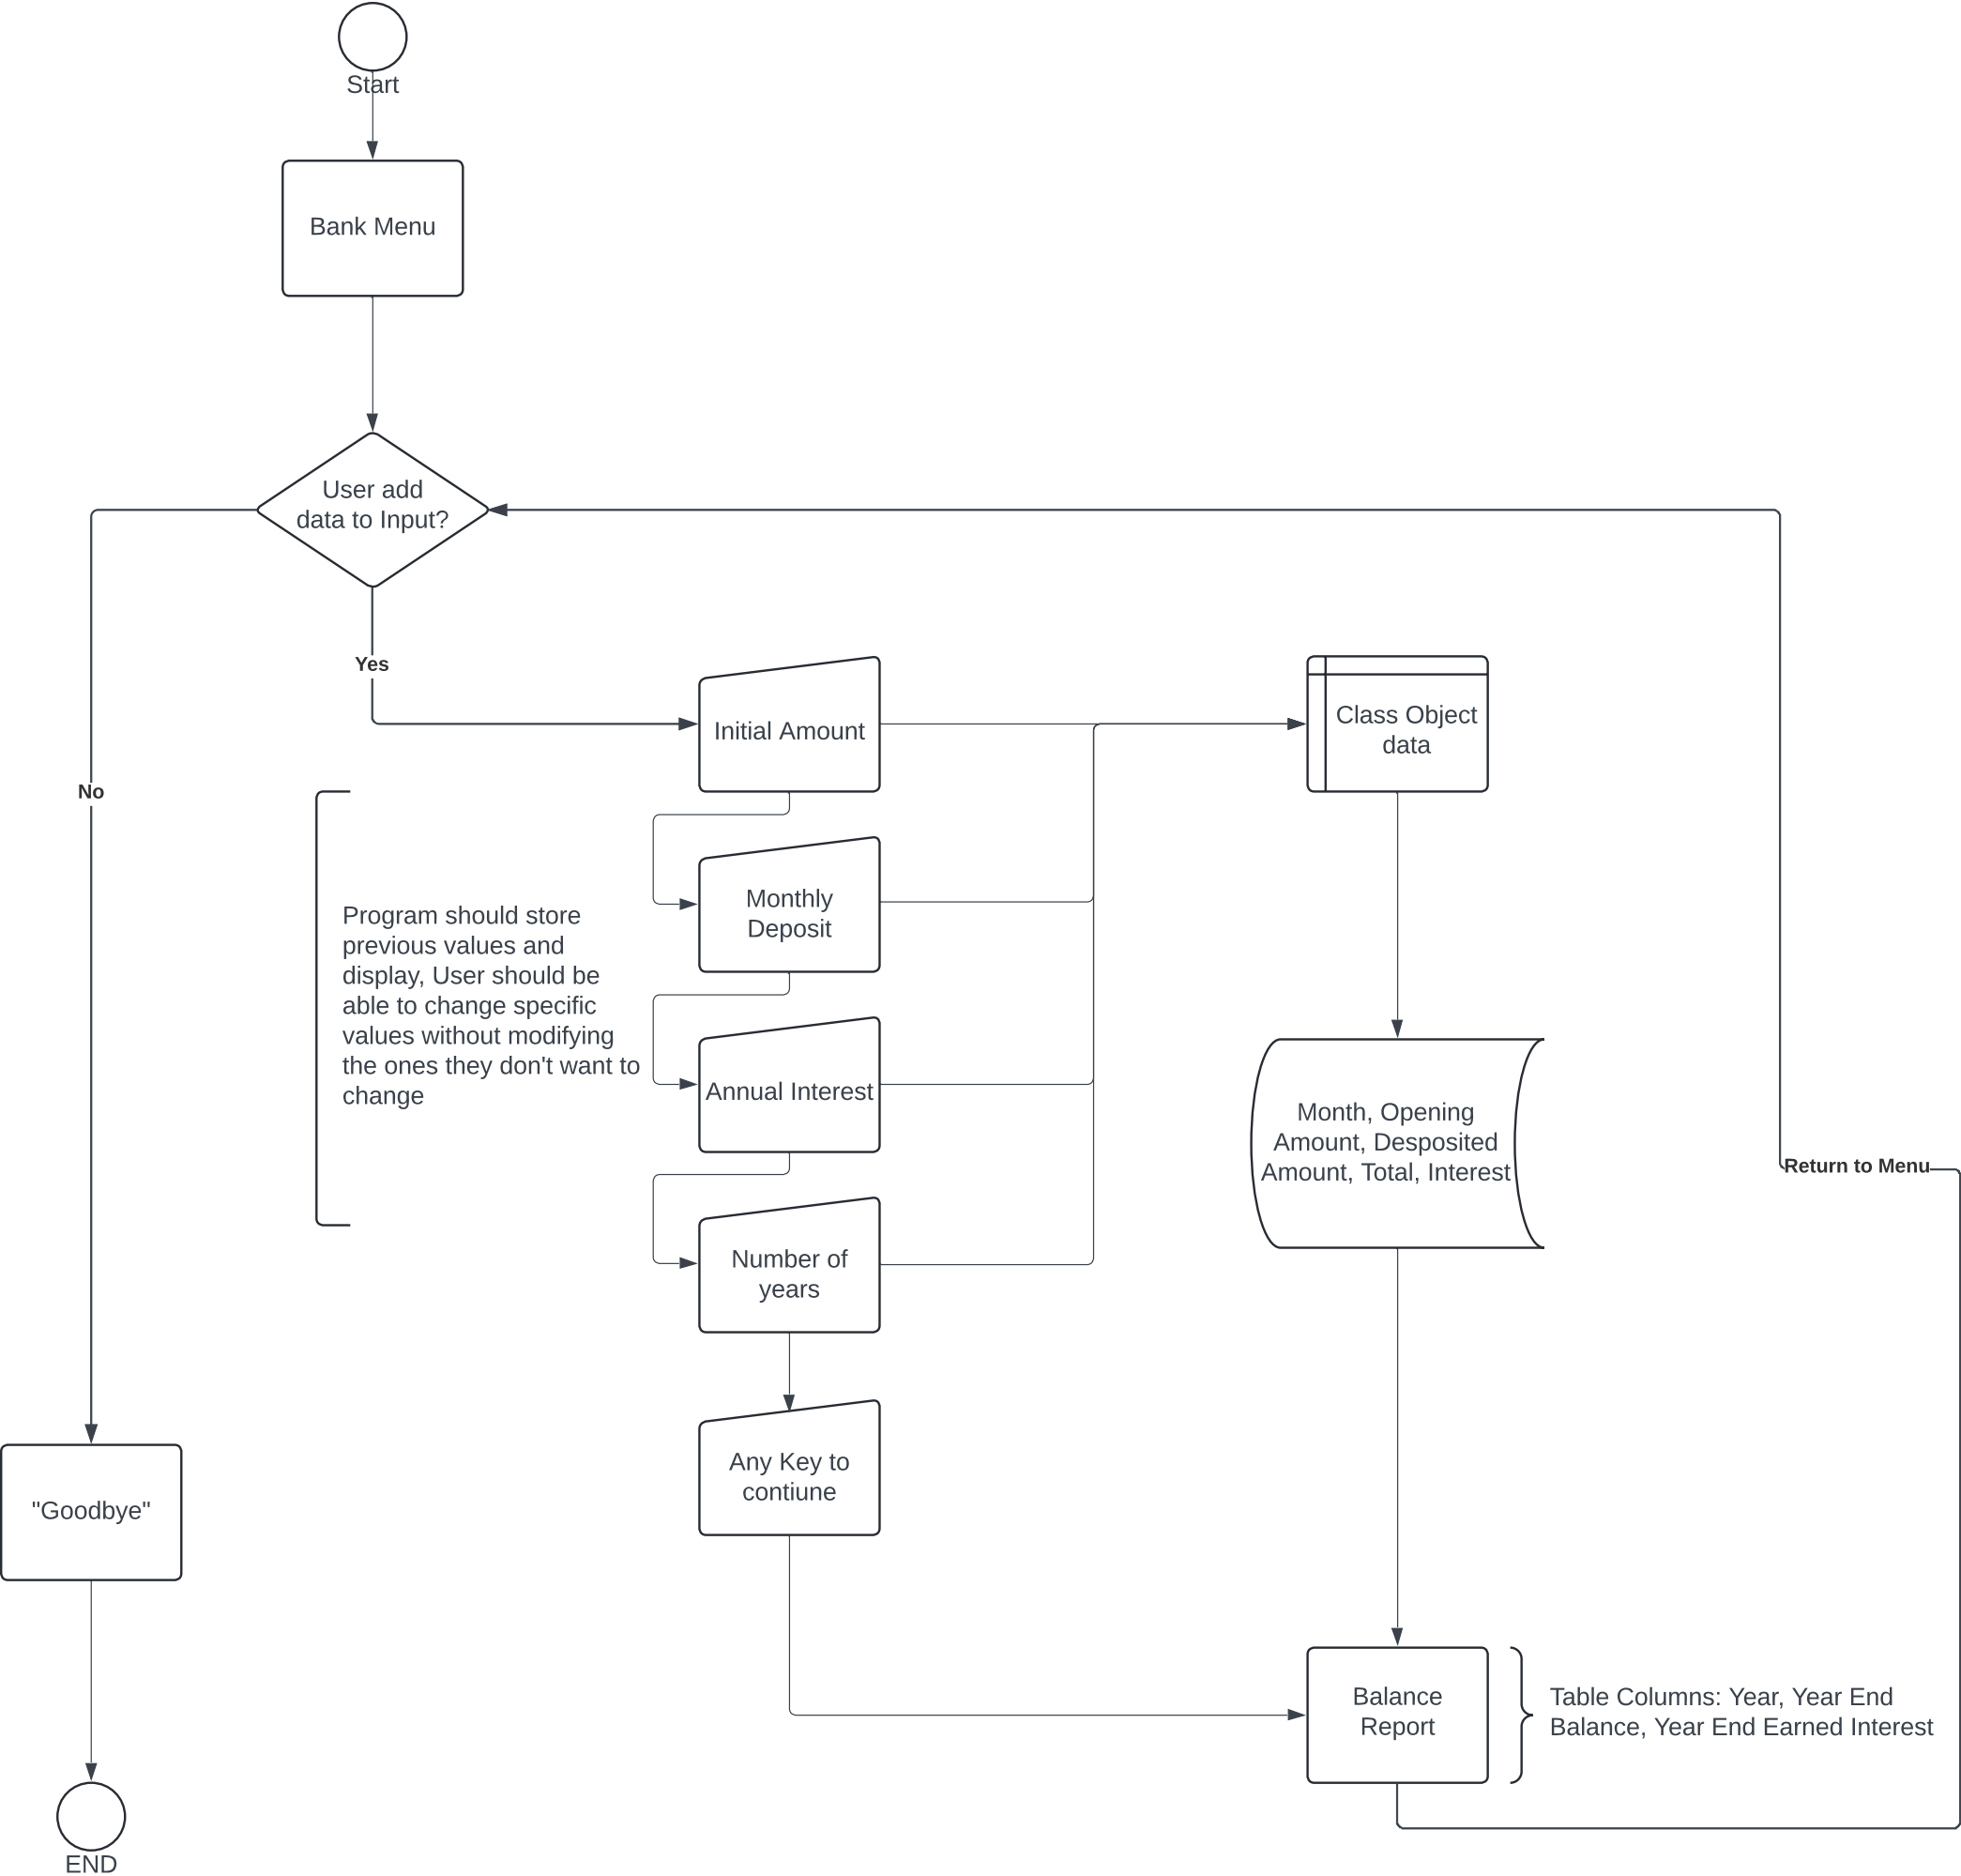 Start
Bank Menu
User add
data to Input?
Yes
No
Initial Amount
Class Object
data
Monthly
Deposit
Program should store
previous values and
display, User should be
able to change specific
values without modifying
the ones they don't want to
change
Annual Interest
Month, Opening
Amount, Desposited
Amount, Total, Interest
Return to Menu
Number of
years
Any Key to
contiune
"Goodbye"
Balance
Report
Table Columns: Year, Year End
Balance, Year End Earned Interest
END